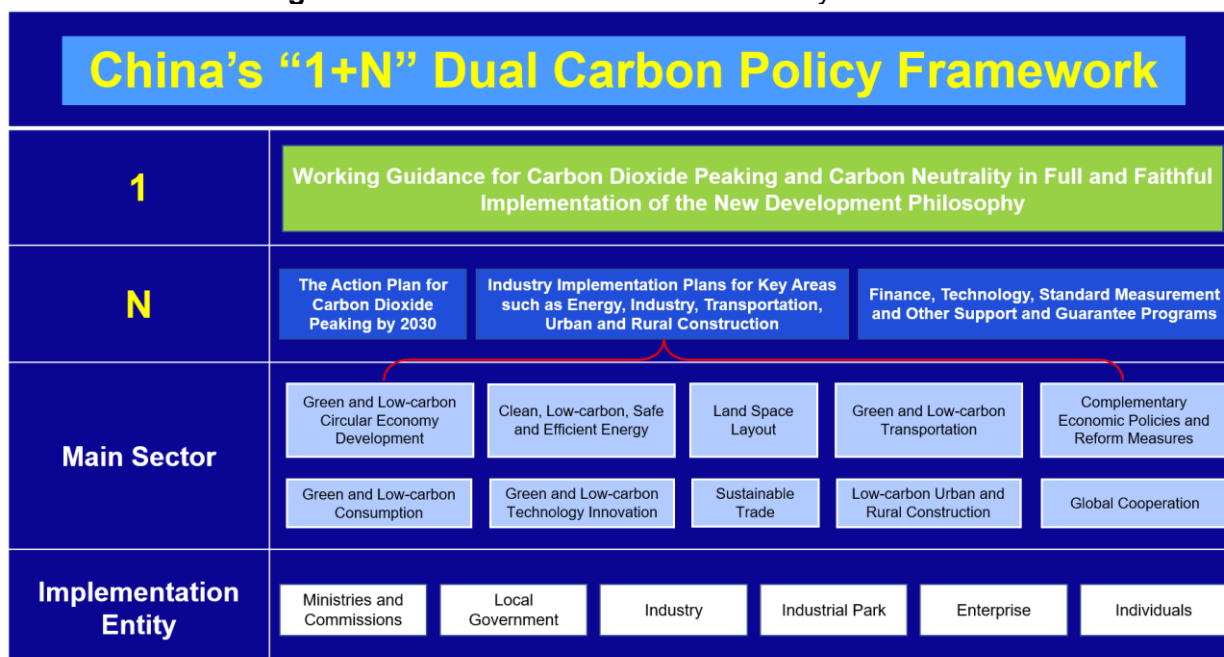 China's "1+N" Dual Carbon Policy Framework
1
Working Guidance for Carbon Dioxide Peaking and Carbon Neutrality in Full and Faithful
Implementation of the New Development Philosophy
N
The Action Plan for
Carbon Dioxide
Peaking by 2030
Industry Implementation Plans for Key Areas
such as Energy, Industry, Transportation,
Urban and Rural Construction
Finance, Technology, Standard Measurement
and Other Support and Guarantee Programs
Main Sector
Green and Low-carbon
Circular Economy
Development
Clean, Low-carbon, Safe
and Efficient Energy
Land Space
Layout
Green and Low-carbon
Transportation
Complementary
Economic Policies and
Reform Measures
Green and Low-carbon
Consumption
Green and Low-carbon
Technology Innovation
Sustainable
Trade
Low-carbon Urban and
Rural Construction
Global Cooperation
Implementation
Entity
Ministries and
Commissions
Local
Government
Industry
Industrial Park
Enterprise
Individuals